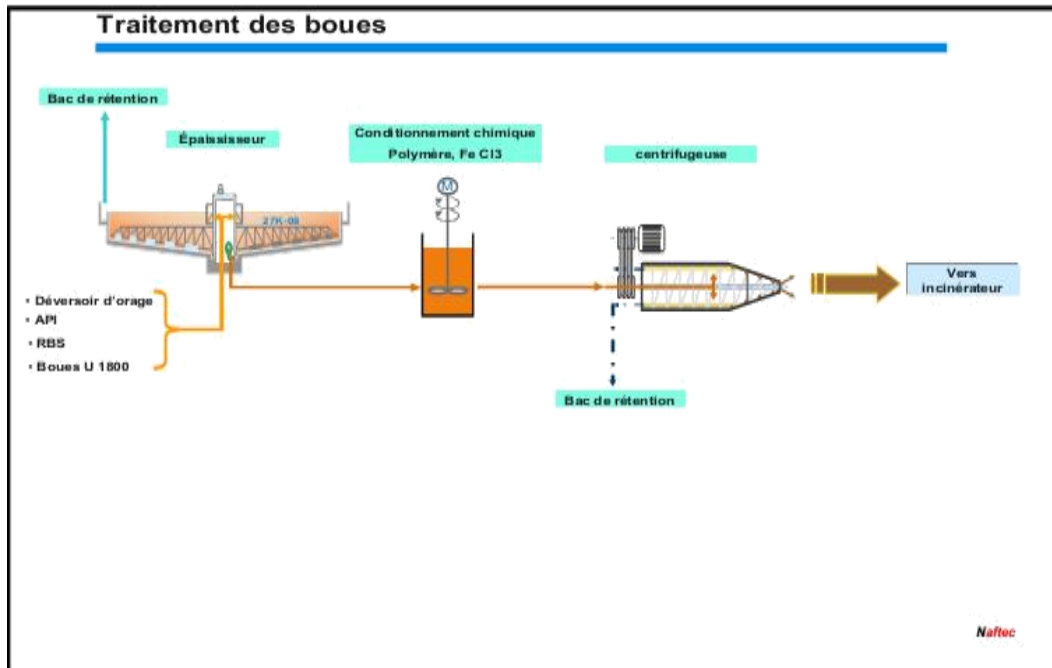 Traitement des boues
Bac de rétention
Épaississeur
Conditionnement chimique
Polymère, Fe Cl3
centrifugeuse
M
27K-08
Vers
incinérateur
• Déversoir d'orage
• API
• RBS
• Boues U 1800
Bac de rétention
Naftec